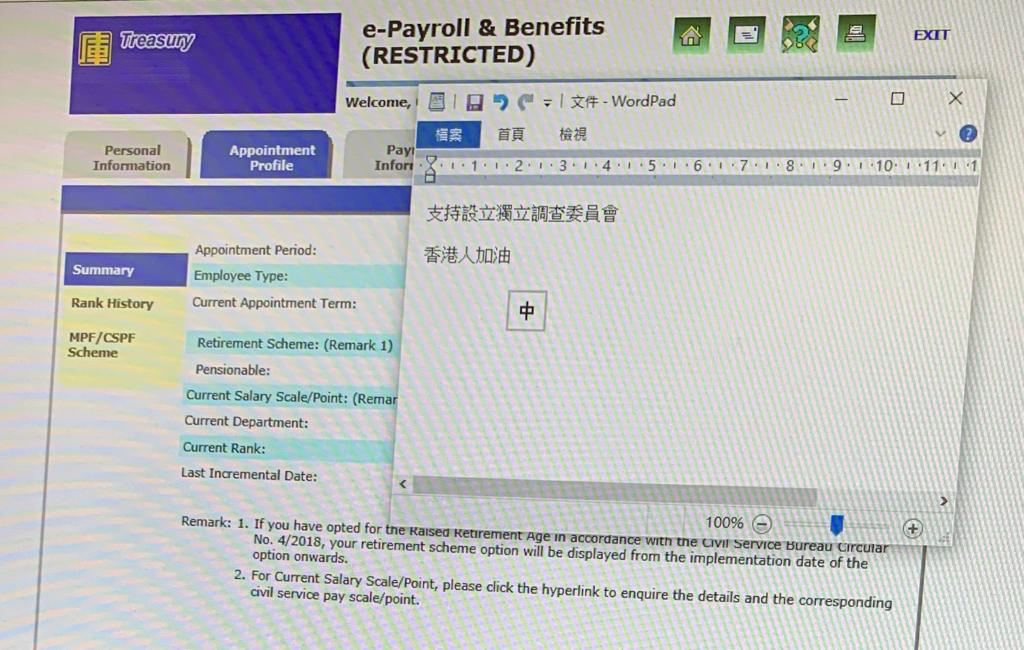 庫 Treasury
e-Payroll & Benefits
(RESTRICTED)
EXIT
Welcome,
Personal
Information
Appointment
Profile
Summary
Rank History
MPF/CSPF
Scheme
Appointment Period:
Employee Type:
Current Appointment Term:
Retirement Scheme: (Remark 1)
Pensionable:
Current Salary Scale/Point: (Remar
Current Department:
Current Rank:
Last Incremental Date:
文件 - WordPad
檔案 首頁 檢視
1 2 3 4 5 6 7 8 9 10 11 1
支持設立獨立調查委員會
香港人加油
中
100%
Remark: 1. If you have opted for the Raised Retirement Age in accordance with the Civil Service Bureau Circular
No. 4/2018, your retirement scheme option will be displayed from the implementation date of the
option onwards.
2. For Current Salary Scale/Point, please click the hyperlink to enquire the details and the corresponding
civil service pay scale/point.